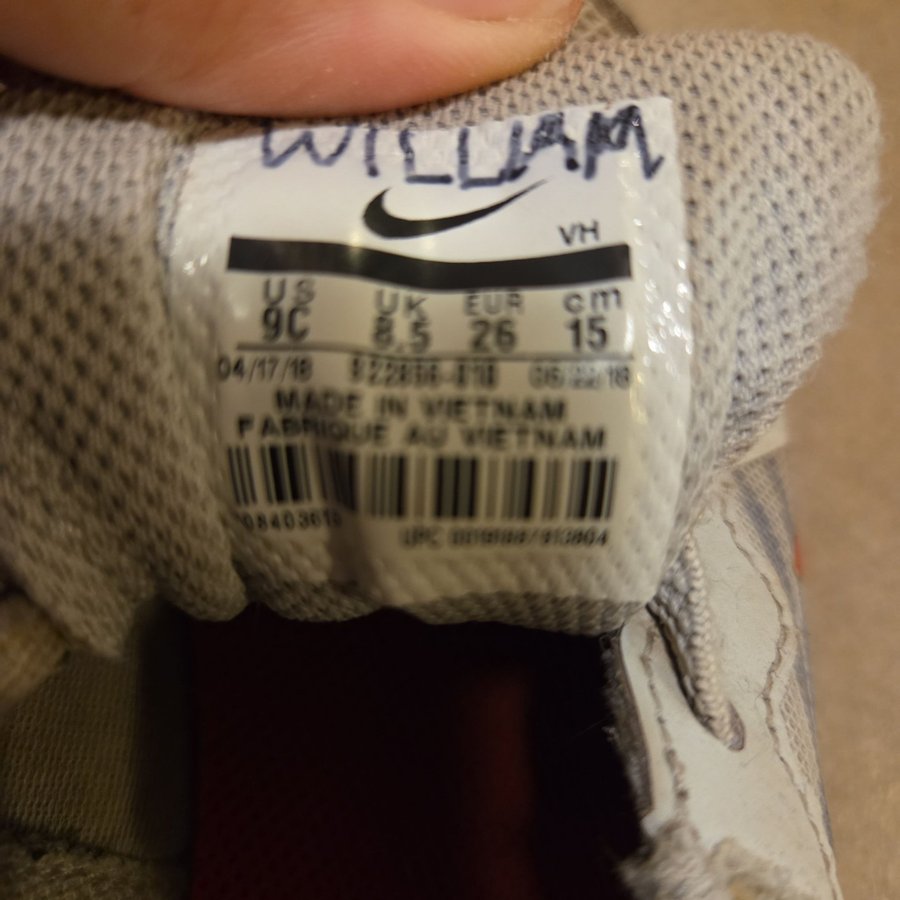 WILLIAM
VH
US UK EUR cm
9C 8.5 26 15
04/17/18
MADE IN VIETNAM
FABRIQUE AU VIETNAM
UPC